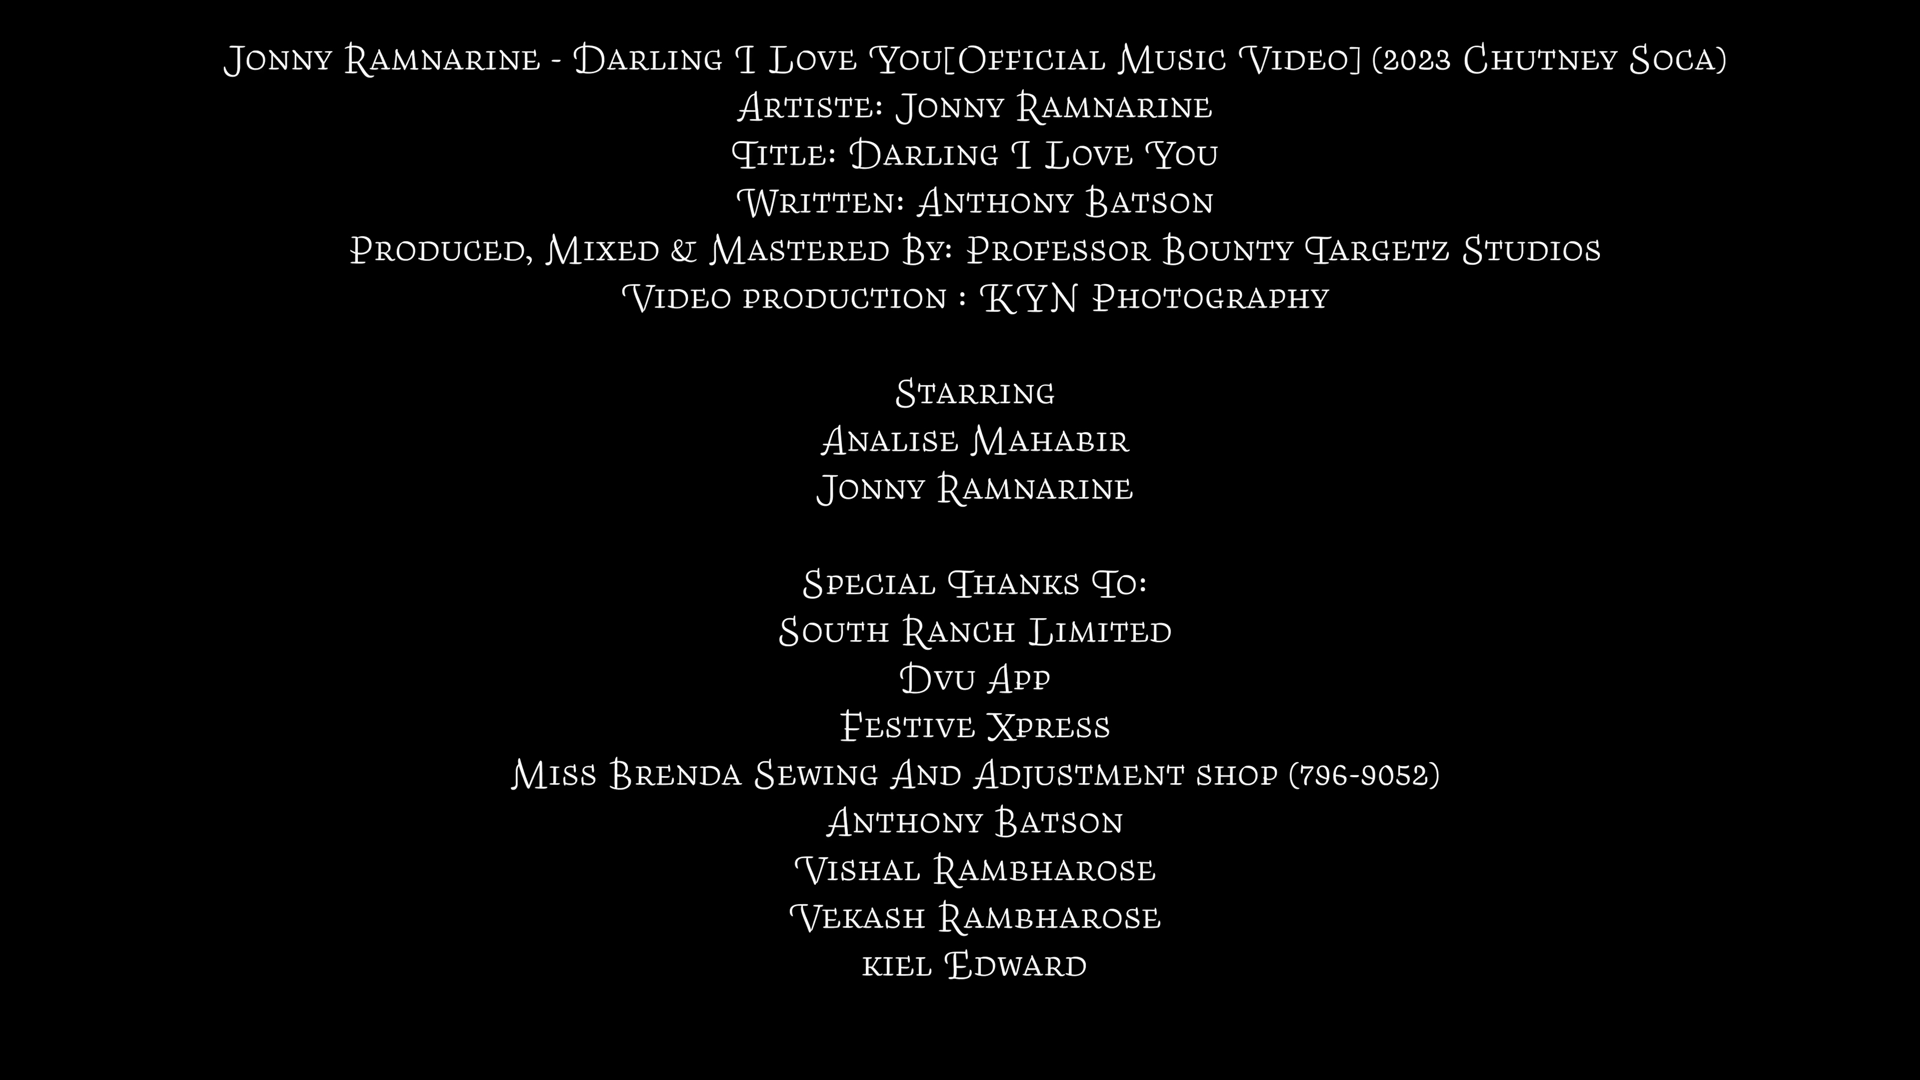 Jonny Ramnarine - Darling I Love You[Official Music Video] (2023 Chutney Soca)
Artiste: Jonny Ramnarine
Title: Darling I Love You
Written: Anthony Batson
Produced, Mixed & Mastered By: Professor Bounty Targetz Studios
Video production : KYN Photography
Starring
Analise Mahabir
Jonny Ramnarine
Special Thanks To:
South Ranch Limited
Dvu App
Festive Xpress
Miss Brenda Sewing And Adjustment shop (796-9052)
Anthony Batson
Vishal Rambharose
Vekash Rambharose
kiel Edward